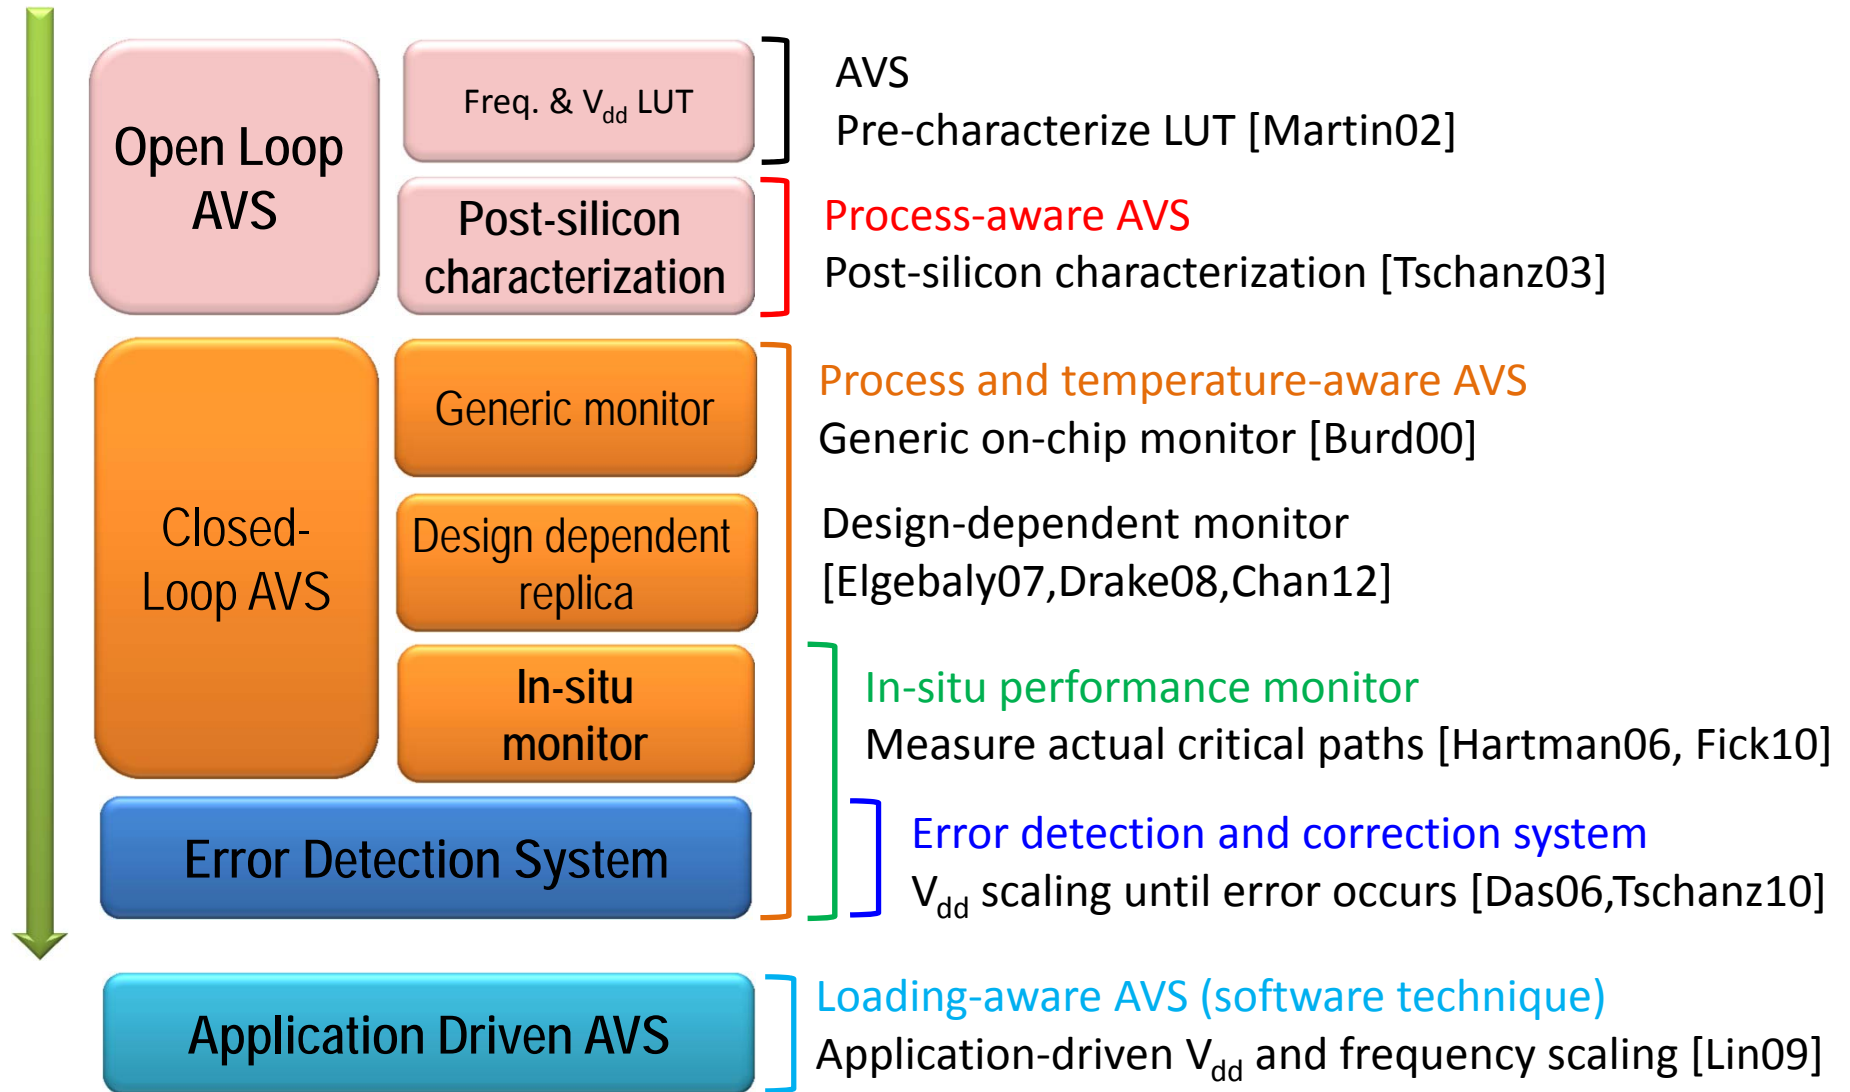 Open Loop
AVS
Freq. & Vdd LUT
AVS
Pre-characterize LUT [Martin02]
Post-silicon
characterization
Process-aware AVS
Post-silicon characterization [Tschanz03]
Closed-
Loop AVS
Generic monitor
Process and temperature-aware AVS
Generic on-chip monitor [Burd00]
Design dependent
replica
Design-dependent monitor
[Elgebaly07,Drake08,Chan12]
In-situ
monitor
In-situ performance monitor
Measure actual critical paths [Hartman06, Fick10]
Error Detection System
Error detection and correction system
Vdd scaling until error occurs [Das06,Tschanz10]
Application Driven AVS
Loading-aware AVS (software technique)
Application-driven Vdd and frequency scaling [Lin09]